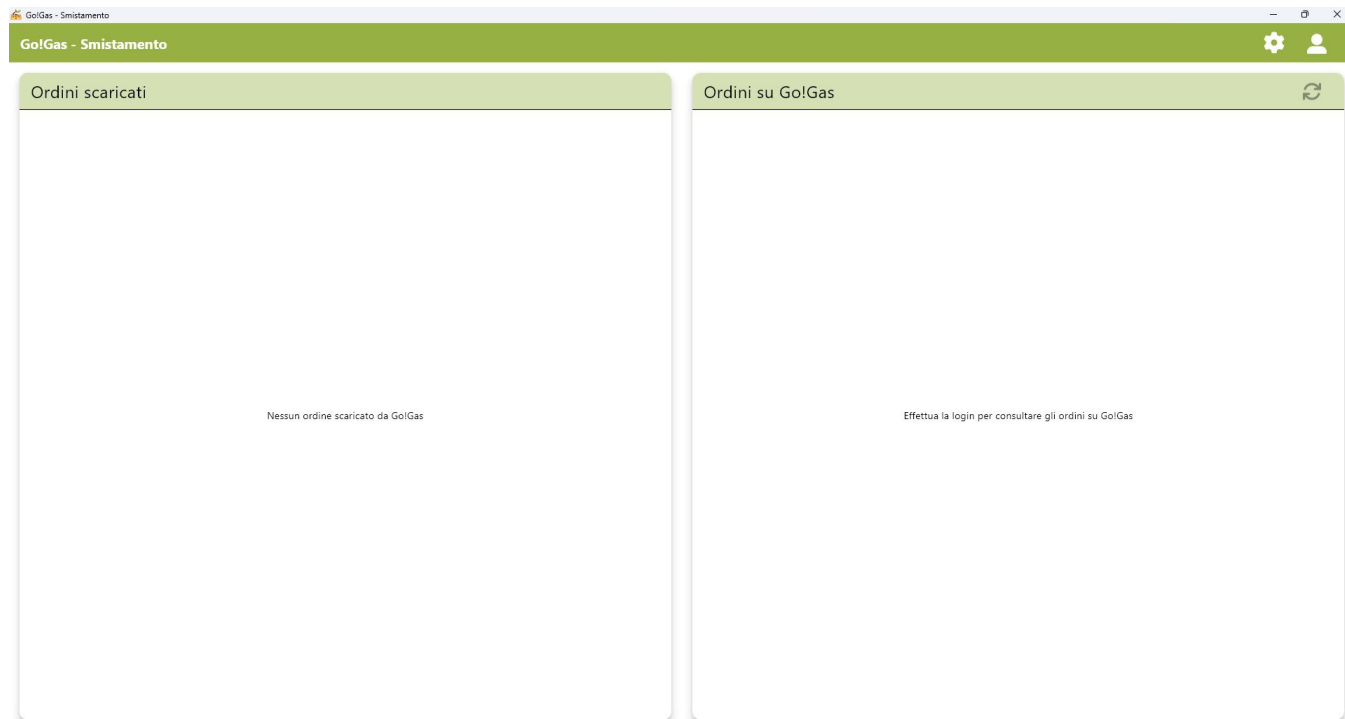 Go!Gas - Smistamento
Go!Gas - Smistamento
Ordini scaricati
Ordini su Go!Gas
Nessun ordine scaricato da Go!Gas
Effettua la login per consultare gli ordini su Go!Gas